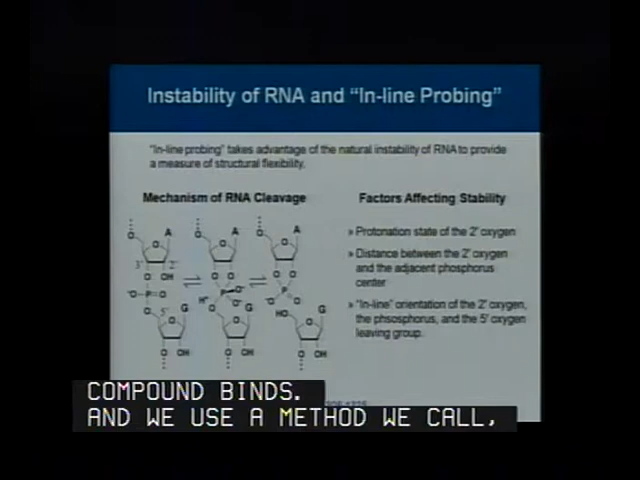 Instability of RNA and “In-line Probing”
“In-line probing” takes advantage of the natural instability of RNA to provide
a measure of structural flexibility.
Mechanism of RNA Cleavage
Factors Affecting Stability
» Protonation state of the 2' oxygen
» Distance between the 2' oxygen
and the adjacent phosphorus
center
» “In-line” orientation of the 2' oxygen,
the phsosphorus, and the 5' oxygen
leaving group.
COMPOUND BINDS.
AND WE USE A METHOD WE CALL,